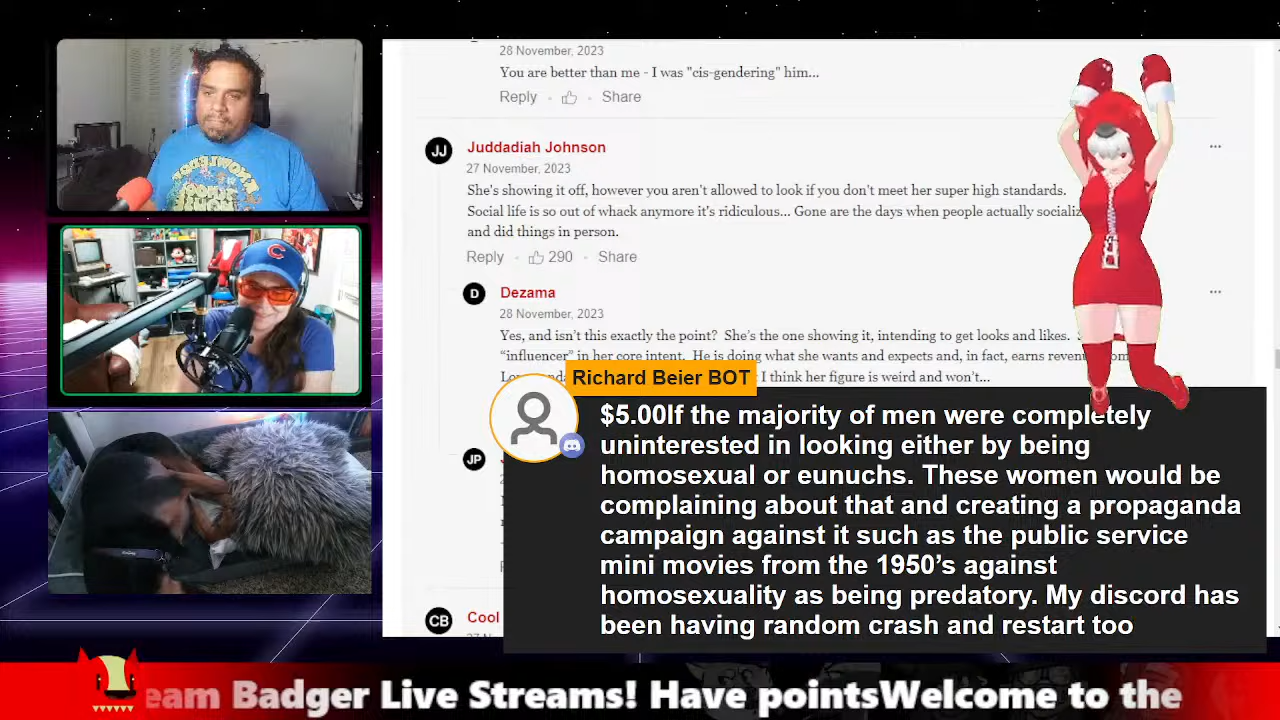 28 November, 2023
You are better than me - I was "cis-gendering" him...
Reply · · Share
JJ Juddadiah Johnson
27 November, 2023
She's showing it off, however you aren't allowed to look if you don't meet her super high standards.
Social life is so out of whack anymore it's ridiculous... Gone are the days when people actually
and did things in person.
Reply · 290 · Share
D Dezama
28 November, 2023
Yes, and isn't this exactly the point? She's the one showing it, intending to get looks and likes.
“influencer” in her core intent. He is doing what she wants and expects and, in fact, earns
I think her figure is weird and won't...
Richard Beier BOT
$5.00If the majority of men were completely
uninterested in looking either by being
homosexual or eunuchs. These women would be
complaining about that and creating a propaganda
campaign against it such as the public service
mini movies from the 1950’s against
homosexuality as being predatory. My discord has
been having random crash and restart too
JP
CB Cool
C
eam Badger Live Streams! Have pointsWelcome to the